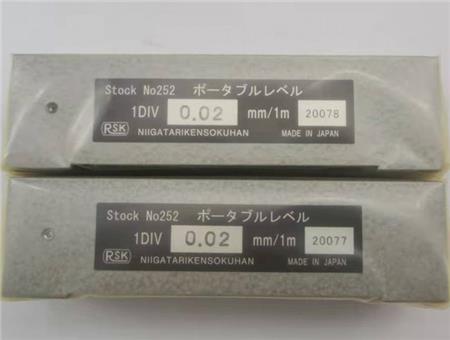 Stock No252 ポータブルレベル
1DIV 0.02 mm/1m 20078
RSK NIIGATARIKENSOKUHAN MADE IN JAPAN
Stock No252 ポータブルレベル
1DIV 0.02 mm/1m 20077
RSK NIIGATARIKENSOKUHAN MADE IN JAPAN